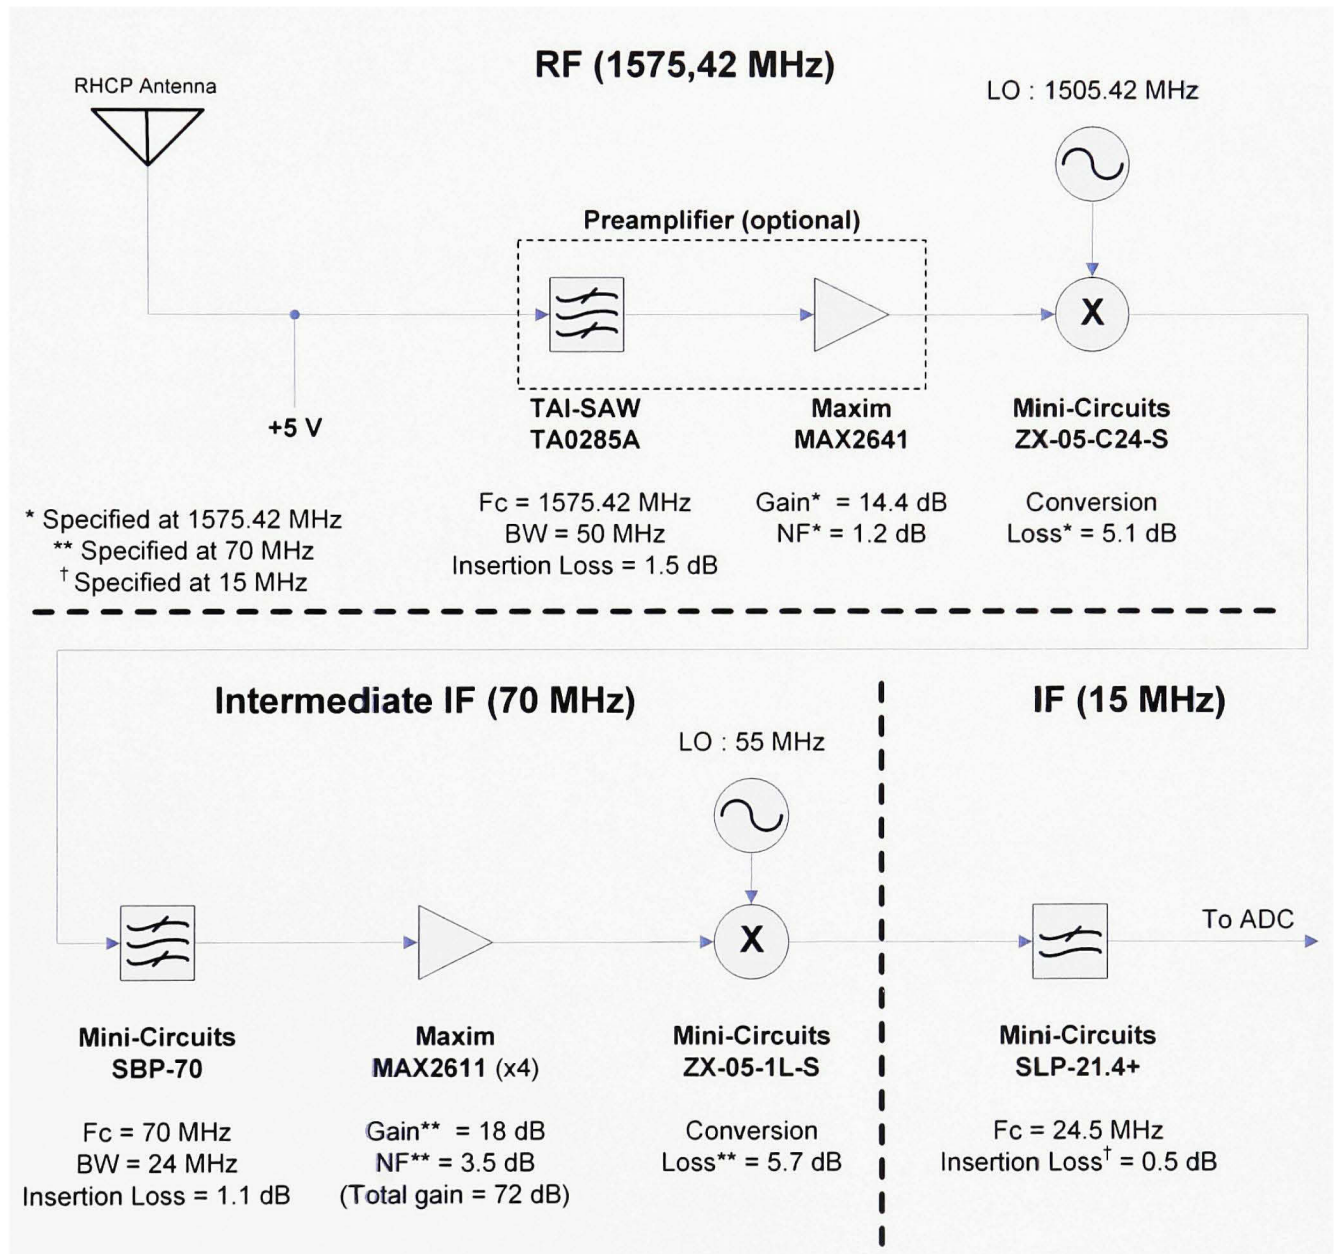 RF (1575,42 MHz)
RHCP Antenna
LO : 1505.42 MHz
Preamplifier (optional)
X
+5 V
TAI-SAW
TA0285A
Maxim
MAX2641
Mini-Circuits
ZX-05-C24-S
* Specified at 1575.42 MHz
** Specified at 70 MHz
† Specified at 15 MHz
Fc = 1575.42 MHz
BW = 50 MHz
Insertion Loss = 1.5 dB
Gain* = 14.4 dB
NF* = 1.2 dB
Conversion
Loss* = 5.1 dB
Intermediate IF (70 MHz)
IF (15 MHz)
LO : 55 MHz
X
To ADC
Mini-Circuits
SBP-70
Maxim
MAX2611 (x4)
Mini-Circuits
ZX-05-1L-S
Mini-Circuits
SLP-21.4+
Fc = 70 MHz
BW = 24 MHz
Insertion Loss = 1.1 dB
Gain** = 18 dB
NF** = 3.5 dB
(Total gain = 72 dB)
Conversion
Loss** = 5.7 dB
Fc = 24.5 MHz
Insertion Loss† = 0.5 dB